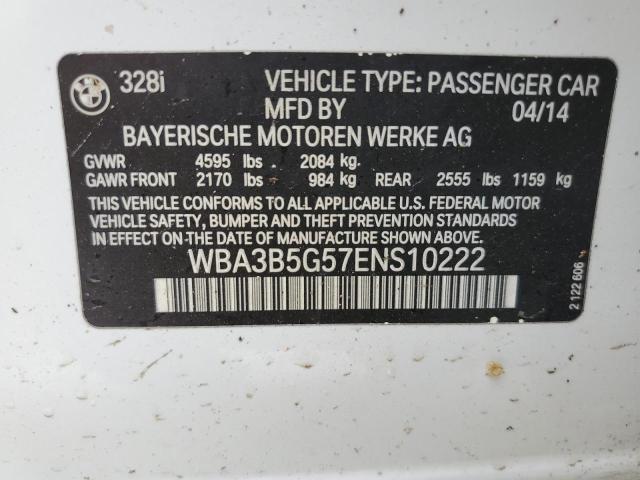 BMW 328i VEHICLE TYPE: PASSENGER CAR
MFD BY 04/14
BAYERISCHE MOTOREN WERKE AG
GVWR 4595 lbs 2084 kg.
GAWR FRONT 2170 lbs 984 kg REAR 2555 lbs 1159 kg
THIS VEHICLE CONFORMS TO ALL APPLICABLE U.S. FEDERAL MOTOR
VEHICLE SAFETY, BUMPER AND THEFT PREVENTION STANDARDS
IN EFFECT ON THE DATE OF MANUFACTURE SHOWN ABOVE.
WBA3B5G57ENS10222
2 122 606